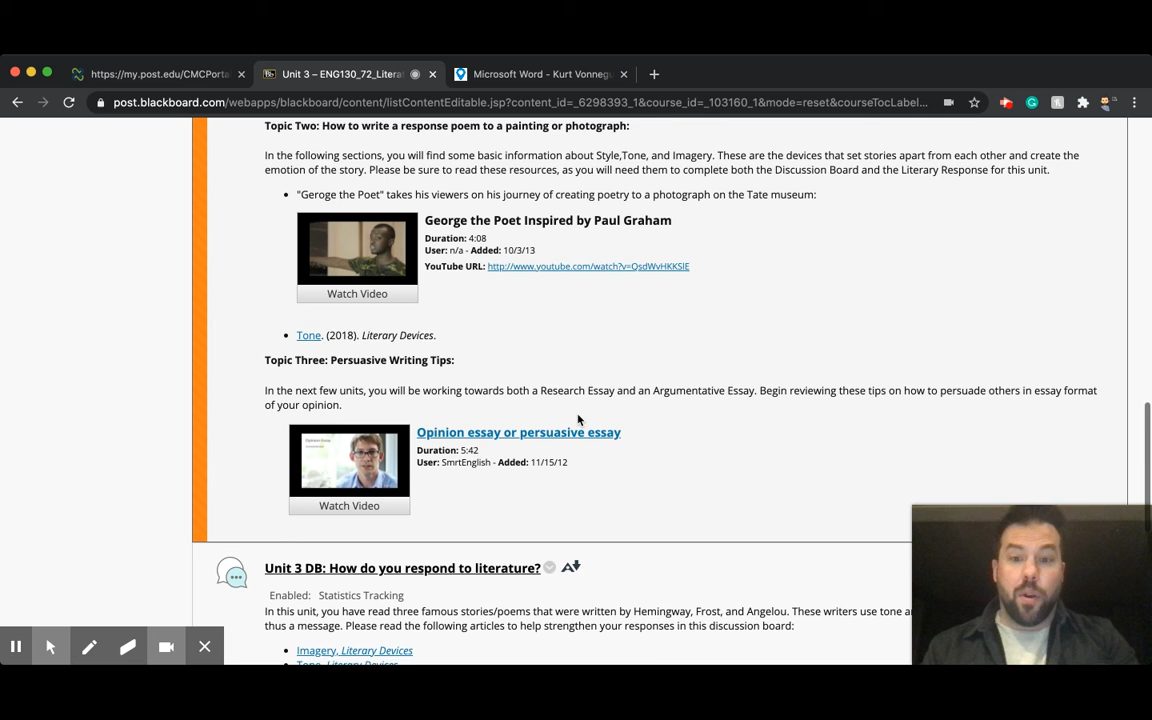 https://my.post.edu/CMCPorta
Unit 3 – ENG130_72_Literat
Microsoft Word - Kurt Vonnegu
post.blackboard.com/webapps/blackboard/content/listContentEditable.jsp?content_id=_6298393_1&course_id=_103160_1&mode=reset&courseTocLabel...
Topic Two: How to write a response poem to a painting or photograph:
In the following sections, you will find some basic information about Style,Tone, and Imagery. These are the devices that set stories apart from each other and create the
emotion of the story. Please be sure to read these resources, as you will need them to complete both the Discussion Board and the Literary Response for this unit.
"Geroge the Poet" takes his viewers on his journey of creating poetry to a photograph on the Tate museum:
George the Poet Inspired by Paul Graham
Duration: 4:08
User: n/a - Added: 10/3/13
YouTube URL: http://www.youtube.com/watch?v=QsdWvHKKSlE
Watch Video
Tone. (2018). Literary Devices.
Topic Three: Persuasive Writing Tips:
In the next few units, you will be working towards both a Research Essay and an Argumentative Essay. Begin reviewing these tips on how to persuade others in essay format
of your opinion.
Opinion Essay
Opinion essay or persuasive essay
Duration: 5:42
User: SmrtEnglish - Added: 11/15/12
Watch Video
Unit 3 DB: How do you respond to literature?
Enabled: Statistics Tracking
In this unit, you have read three famous stories/poems that were written by Hemingway, Frost, and Angelou. These writers use tone
thus a message. Please read the following articles to help strengthen your responses in this discussion board:
Imagery, Literary Devices
Tone, Literary Devices